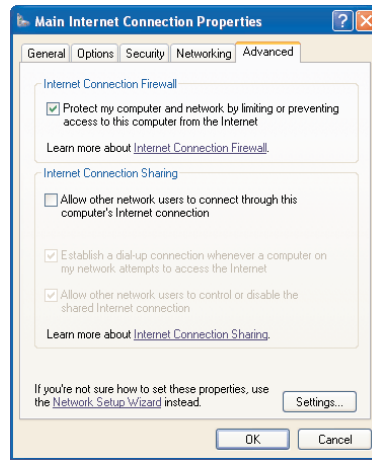 Main Internet Connection Properties
General Options Security Networking Advanced
Internet Connection Firewall
Protect my computer and network by limiting or preventing
access to this computer from the Internet
Learn more about Internet Connection Firewall.
Internet Connection Sharing
Allow other network users to connect through this
computer's Internet connection
Establish a dial-up connection whenever a computer on
my network attempts to access the Internet
Allow other network users to control or disable the
shared Internet connection
Learn more about Internet Connection Sharing.
If you're not sure how to set these properties, use
the Network Setup Wizard instead.
Settings...
OK Cancel